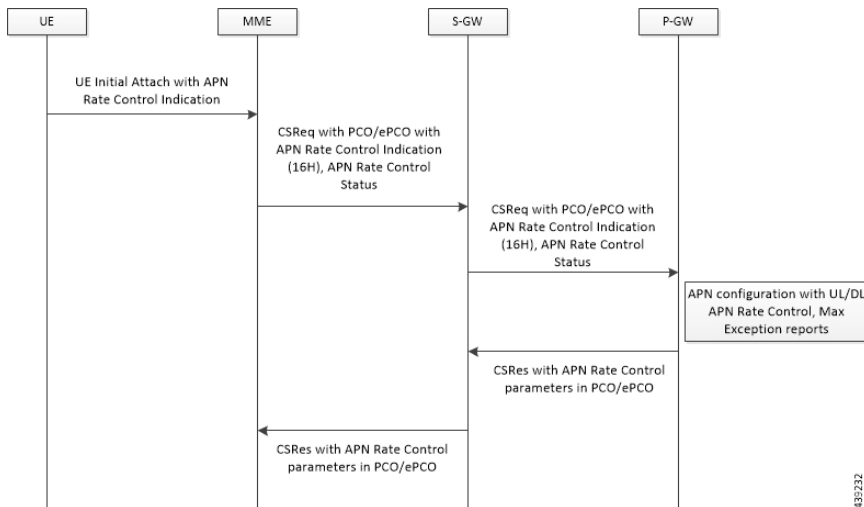 UE
MME
S-GW
P-GW
UE Initial Attach with APN
Rate Control Indication
CSReq with PCO/ePCO with
APN Rate Control Indication
(16H), APN Rate Control
Status
CSReq with PCO/ePCO with
APN Rate Control Indication
(16H), APN Rate Control
Status
APN configuration with UL/DL
APN Rate Control, Max
Exception reports
CSRes with APN Rate Control
parameters in PCO/ePCO
CSRes with APN Rate Control
parameters in PCO/ePCO
439232